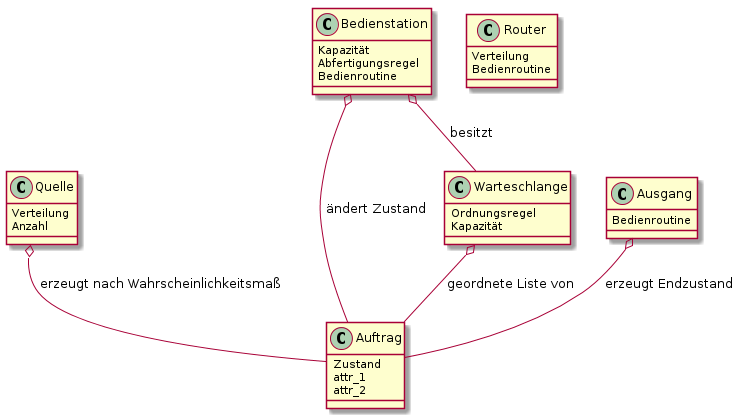 C Bedienstation
Kapazität
Abfertigungsregel
Bedienroutine
C Router
Verteilung
Bedienroutine
besitzt
C Quelle
Verteilung
Anzahl
ändert Zustand
C Warteschlange
Ordnungsregel
Kapazität
C Ausgang
Bedienroutine
erzeugt nach Wahrscheinlichkeitsmaß
geordnete Liste von
erzeugt Endzustand
C Auftrag
Zustand
attr_1
attr_2